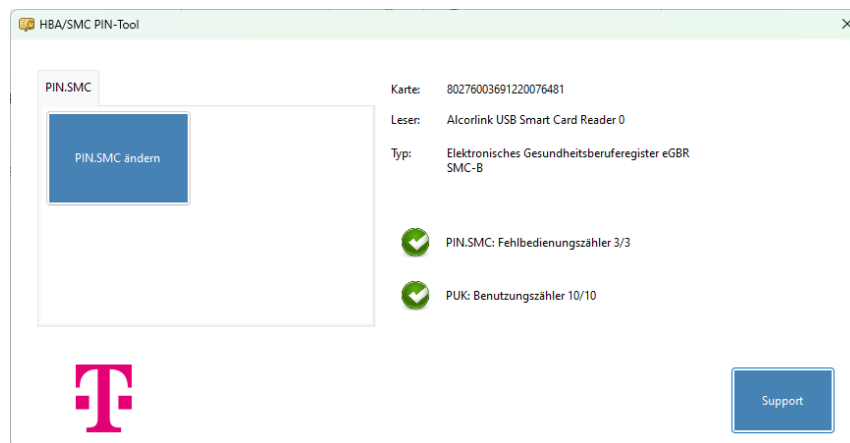 HBA/SMC PIN-Tool
PIN.SMC
PIN.SMC ändern
Karte: 80276003691220076481
Leser: Alcorlink USB Smart Card Reader 0
Typ: Elektronisches Gesundheitsberuferegister eGBR
SMC-B
PIN.SMC: Fehlbedienungszähler 3/3
PUK: Benutzungszähler 10/10
T
Support